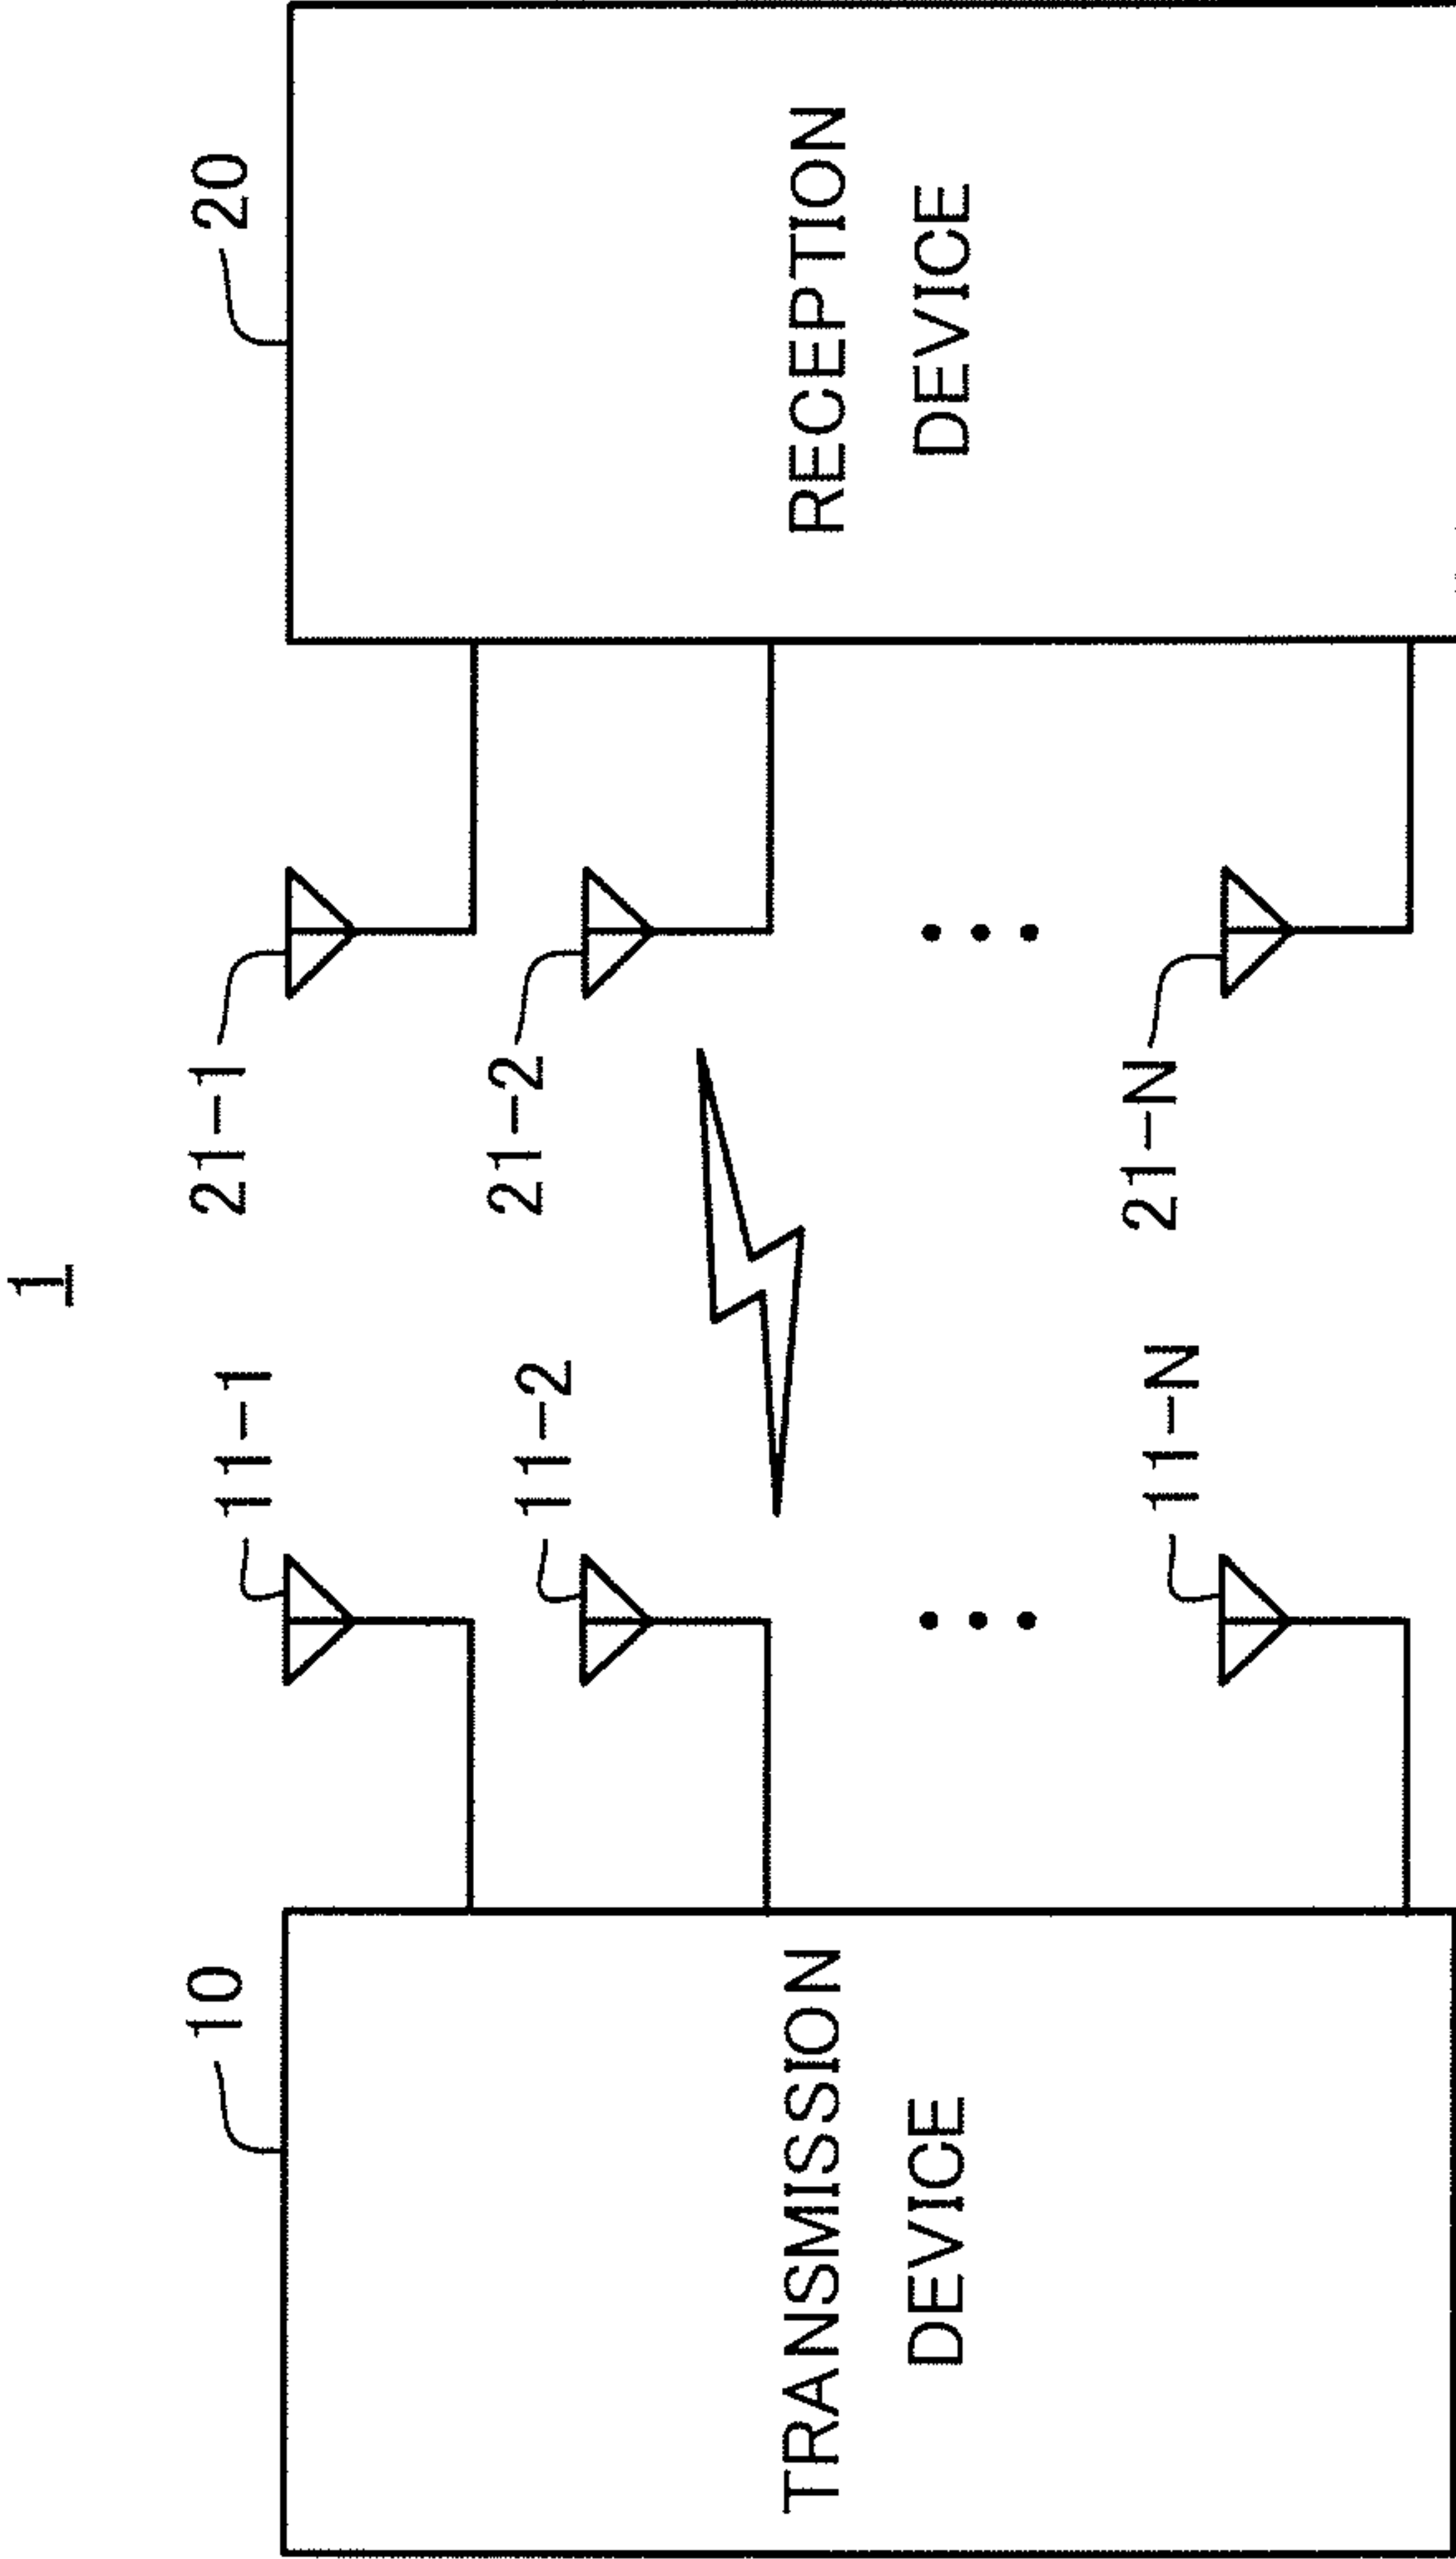 1
10
TRANSMISSION
DEVICE
11-1
11-2
11-N
21-1
21-2
21-N
20
RECEPTION
DEVICE